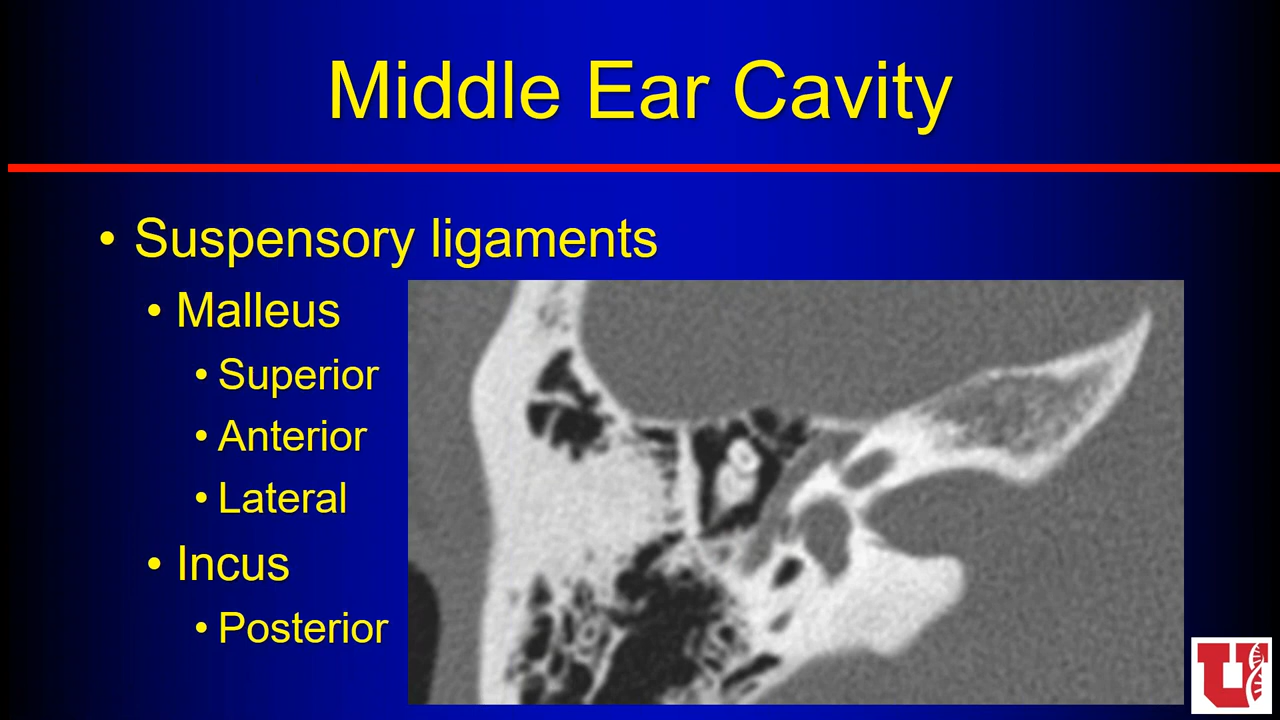 Middle Ear Cavity
• Suspensory ligaments
• Malleus
• Superior
• Anterior
• Lateral
• Incus
• Posterior
U